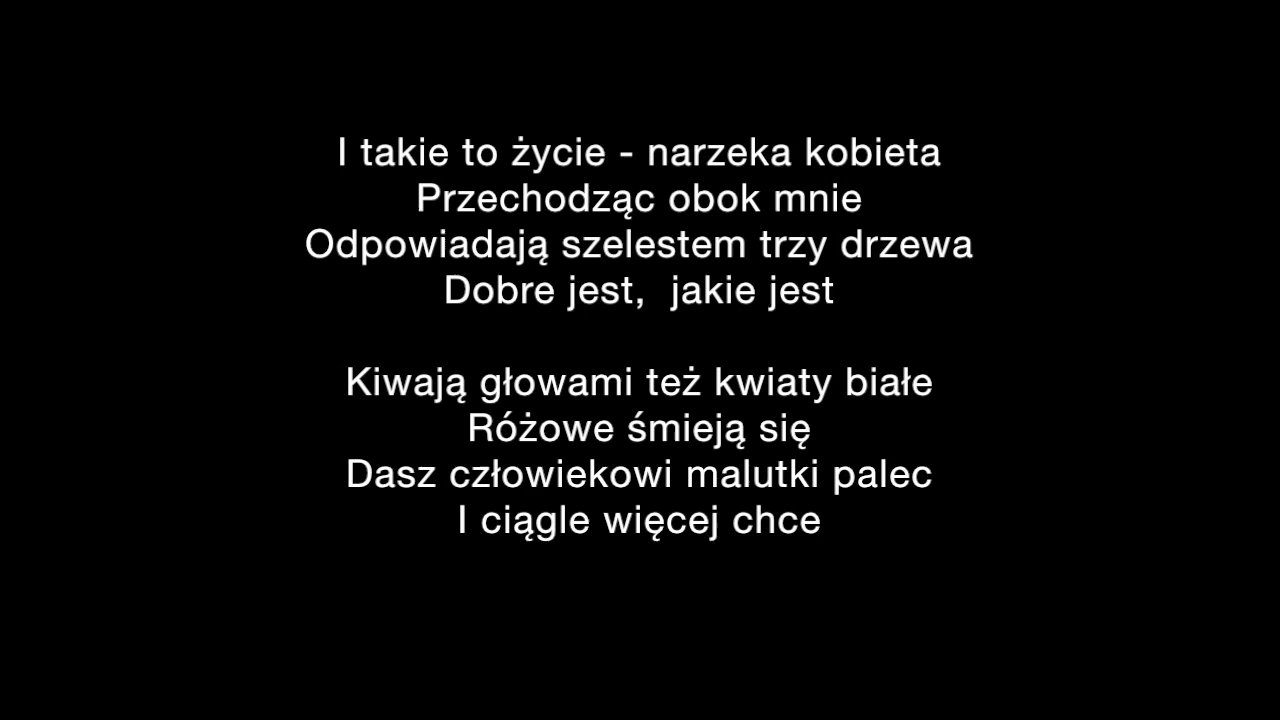 I takie to życie - narzeka kobieta
Przechodząc obok mnie
Odpowiadają szelestem trzy drzewa
Dobre jest,  jakie jest
Kiwają głowami też kwiaty białe
Różowe śmieją się
Dasz człowiekowi malutki palec
I ciągle więcej chce